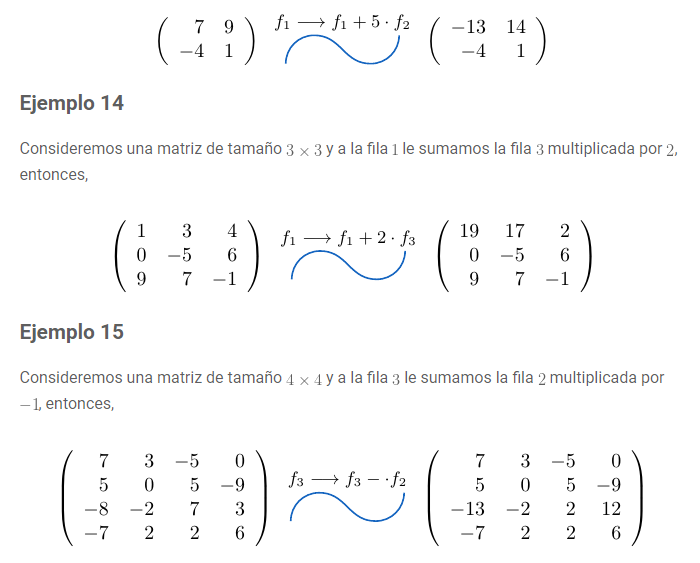 7 9 f₁ ⟶ f₁ + 5 · f₂ −13 14
−4 1 −4 1
Ejemplo 14
Consideremos una matriz de tamaño 3 × 3 y a la fila 1 le sumamos la fila 3 multiplicada por 2,
entonces,
1 3 4 f₁ ⟶ f₁ + 2 · f₃ 19 17 2
0 −5 6 0 −5 6
9 7 −1 9 7 −1
Ejemplo 15
Consideremos una matriz de tamaño 4 × 4 y a la fila 3 le sumamos la fila 2 multiplicada por
−1, entonces,
7 3 −5 0 7 3 −5 0
5 0 5 −9 f₃ ⟶ f₃ − ·f₂ 5 0 5 −9
−8 −2 7 3 −13 −2 2 12
−7 2 2 6 −7 2 2 6